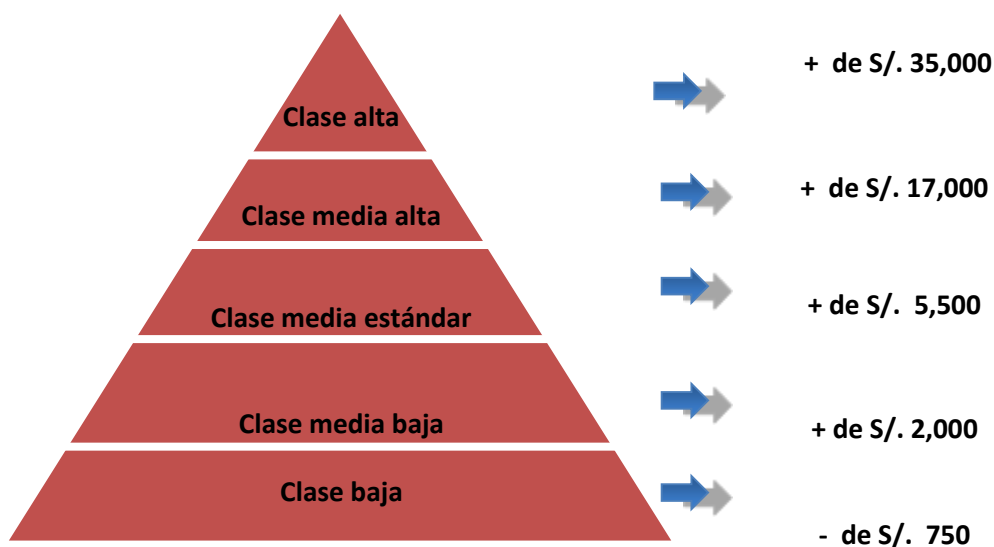 Clase alta
+ de S/. 35,000
Clase media alta
+ de S/. 17,000
Clase media estándar
+ de S/. 5,500
Clase media baja
+ de S/. 2,000
Clase baja
- de S/. 750